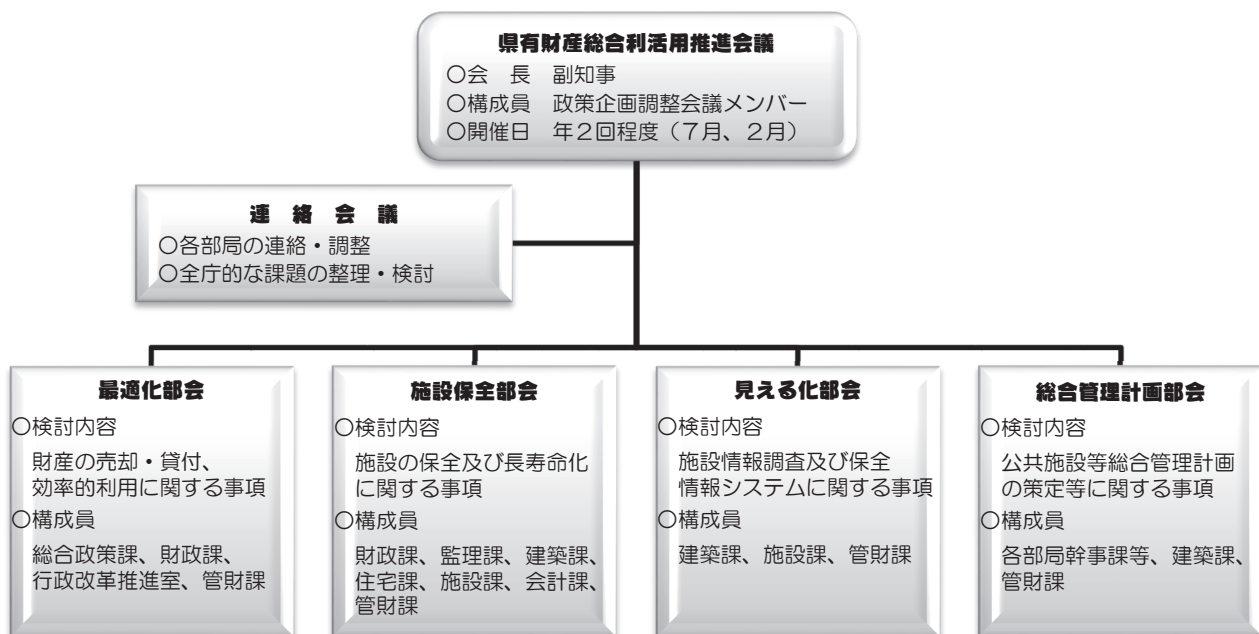 県有財産総合利活用推進会議
○会　長　副知事
○構成員　政策企画調整会議メンバー
○開催日　年２回程度（７月、２月）
連　絡　会　議
○各部局の連絡・調整
○全庁的な課題の整理・検討
最適化部会
○検討内容
財産の売却・貸付、
効率的利用に関する事項
○構成員
総合政策課、財政課、
行政改革推進室、管財課
施設保全部会
○検討内容
施設の保全及び長寿命化
に関する事項
○構成員
財政課、監理課、建築課、
住宅課、施設課、会計課、
管財課
見える化部会
○検討内容
施設情報調査及び保全
情報システムに関する事項
○構成員
建築課、施設課、管財課
総合管理計画部会
○検討内容
公共施設等総合管理計画
の策定等に関する事項
○構成員
各部局幹事課等、建築課、
管財課